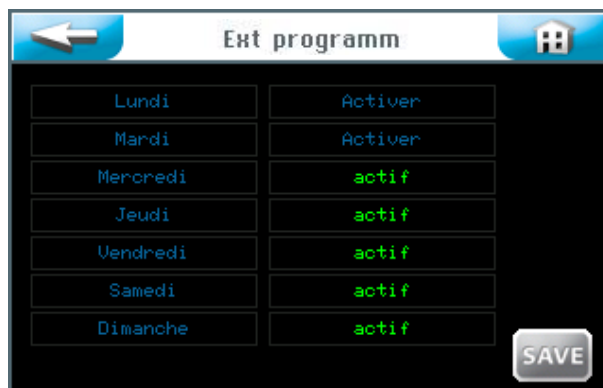 Ext programm
Lundi Activer
Mardi Activer
Mercredi actif
Jeudi actif
Vendredi actif
Samedi actif
Dimanche actif
SAVE